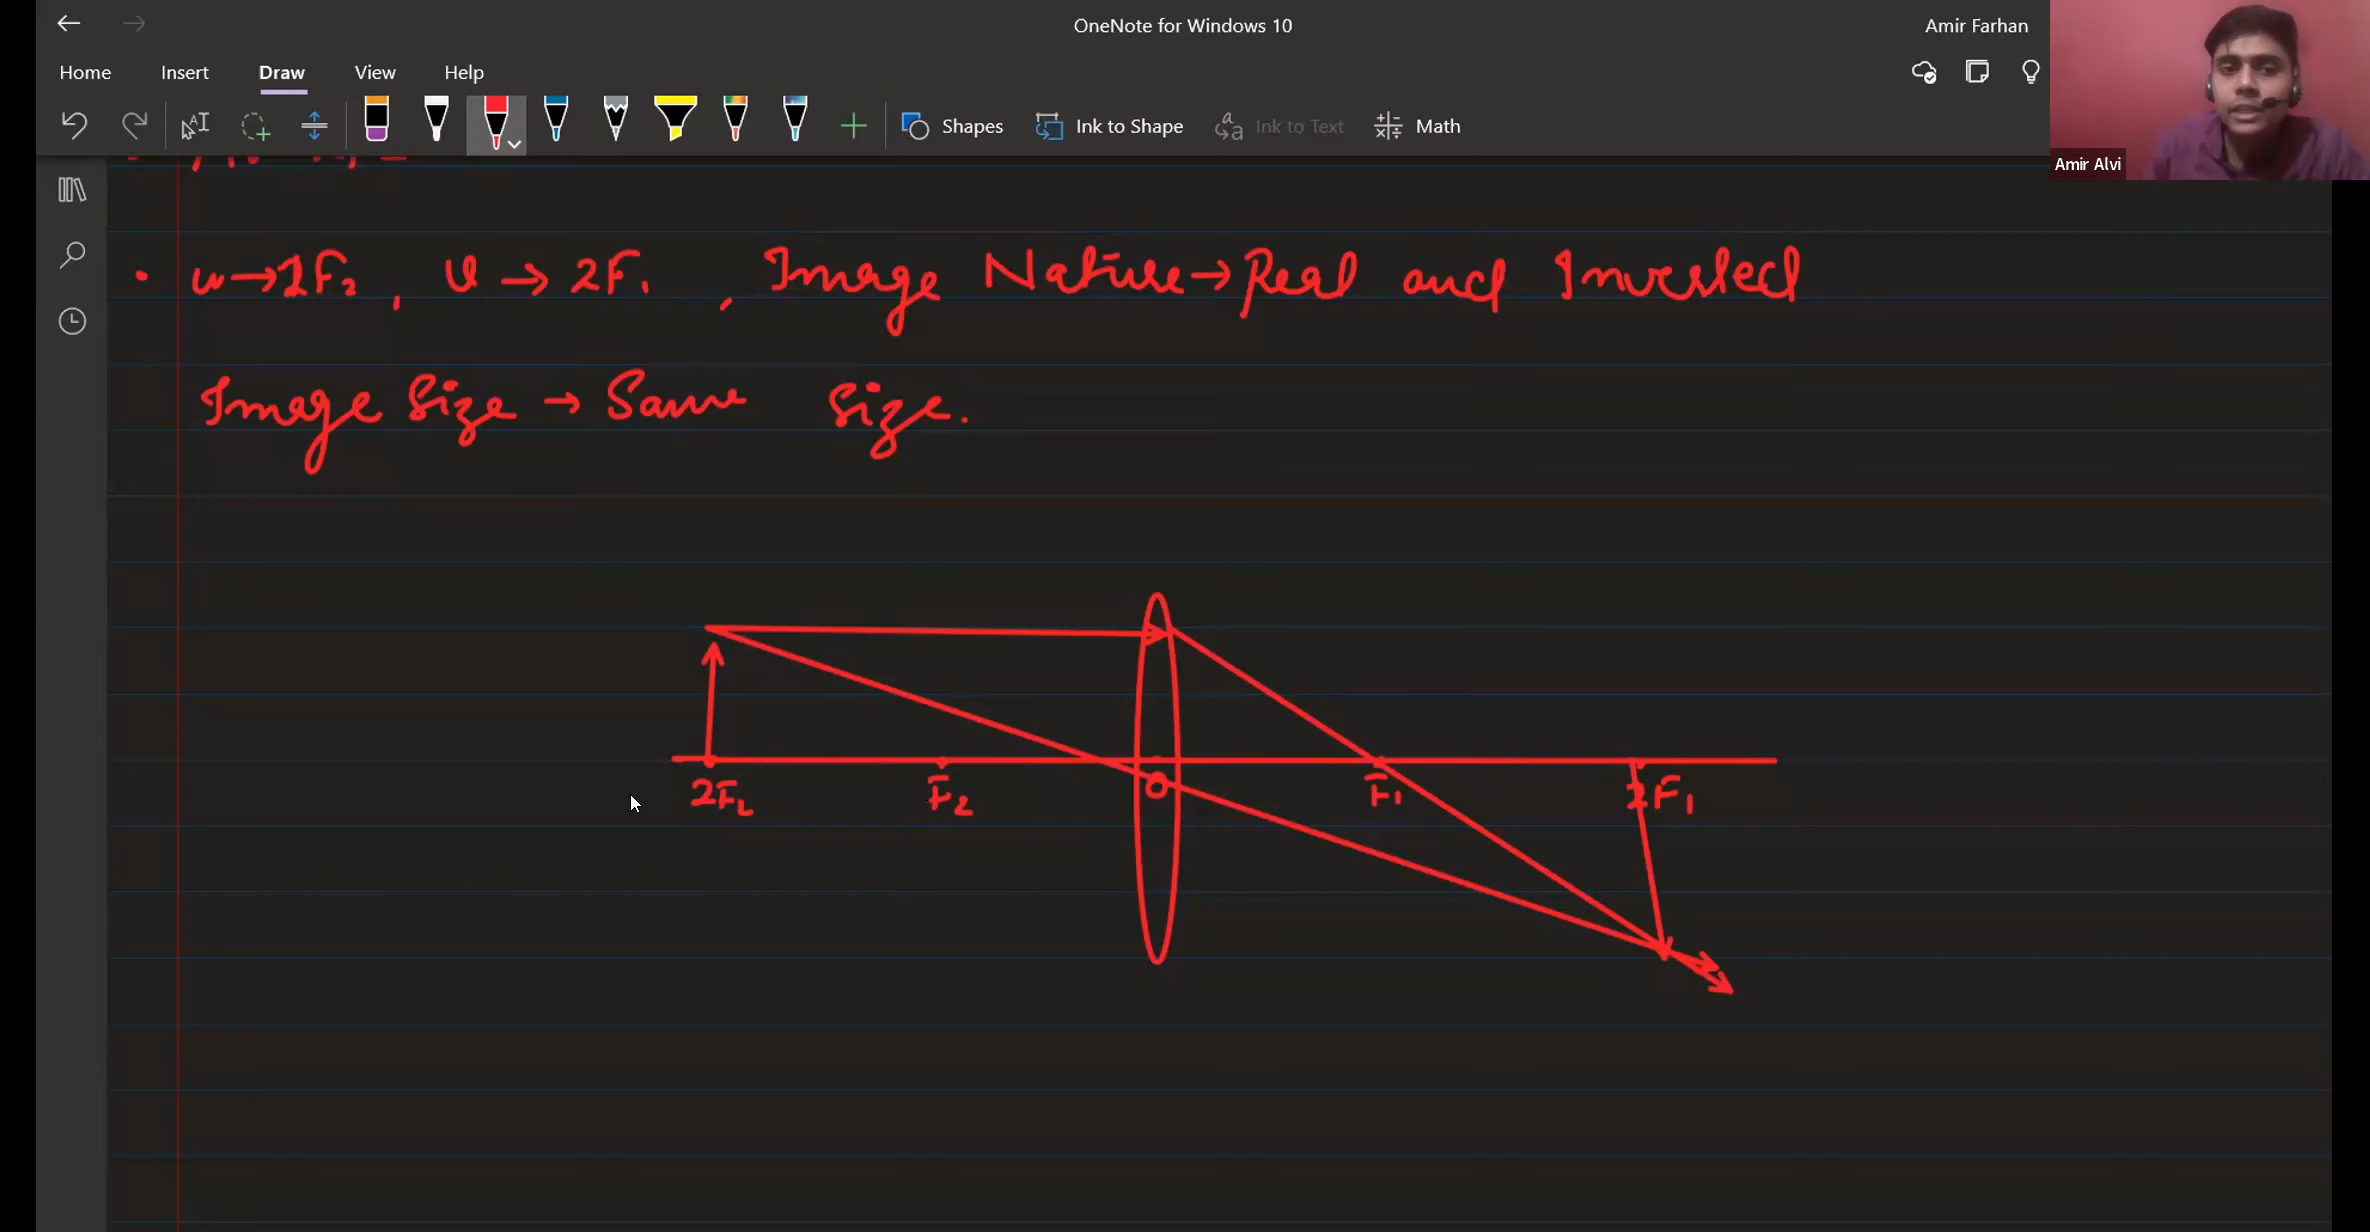 OneNote for Windows 10
Amir Farhan
Home Insert Draw View Help
Shapes Ink to Shape Ink to Text Math
Amir Alvi
• u→2F₂, v → 2F₁, Image Nature→Real and Inverted
Image Size → Same Size.
2F₂ F₂ O F₁ 2F₁